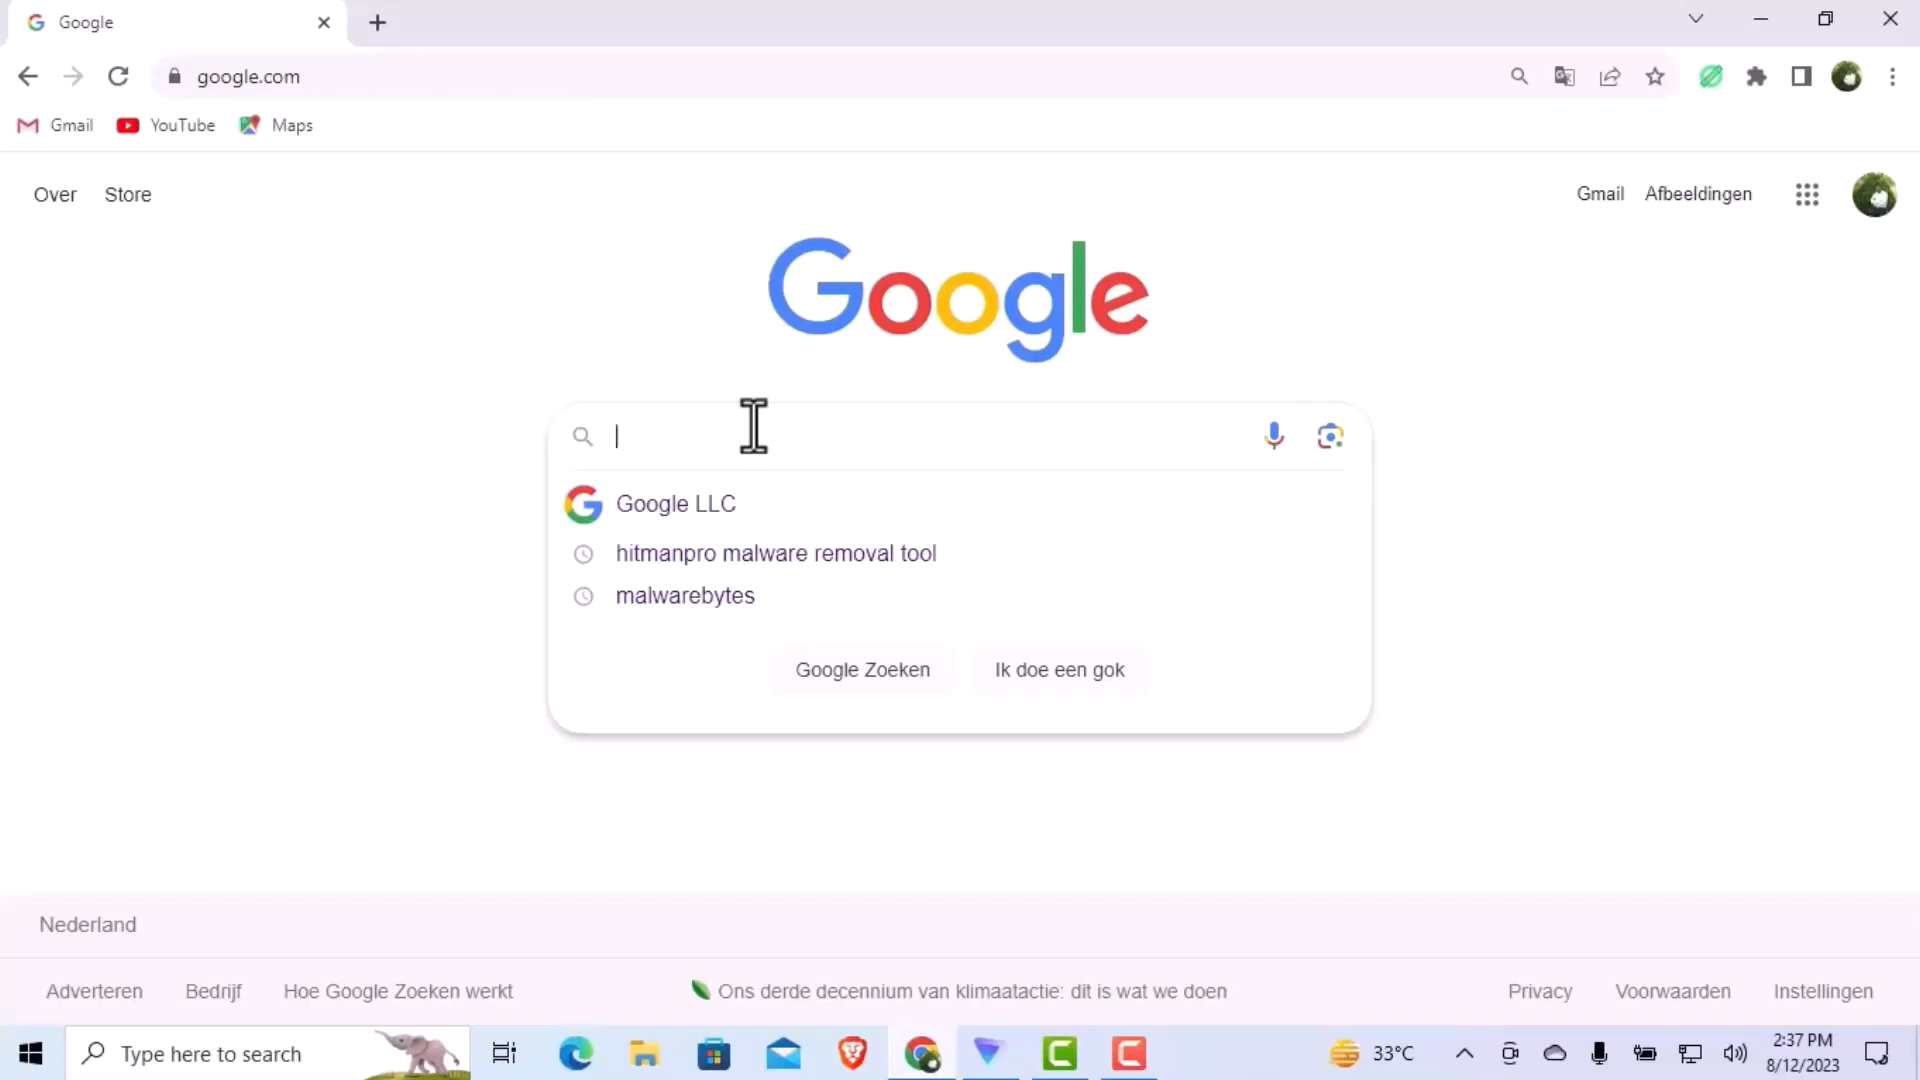 Google
google.com
Gmail YouTube Maps
Over Store
Gmail Afbeeldingen
Google
Google LLC
hitmanpro malware removal tool
malwarebytes
Google Zoeken Ik doe een gok
Nederland
Adverteren Bedrijf Hoe Google Zoeken werkt Ons derde decennium van klimaatactie: dit is wat we doen Privacy Voorwaarden Instellingen
Type here to search
33°C
2:37 PM
8/12/2023